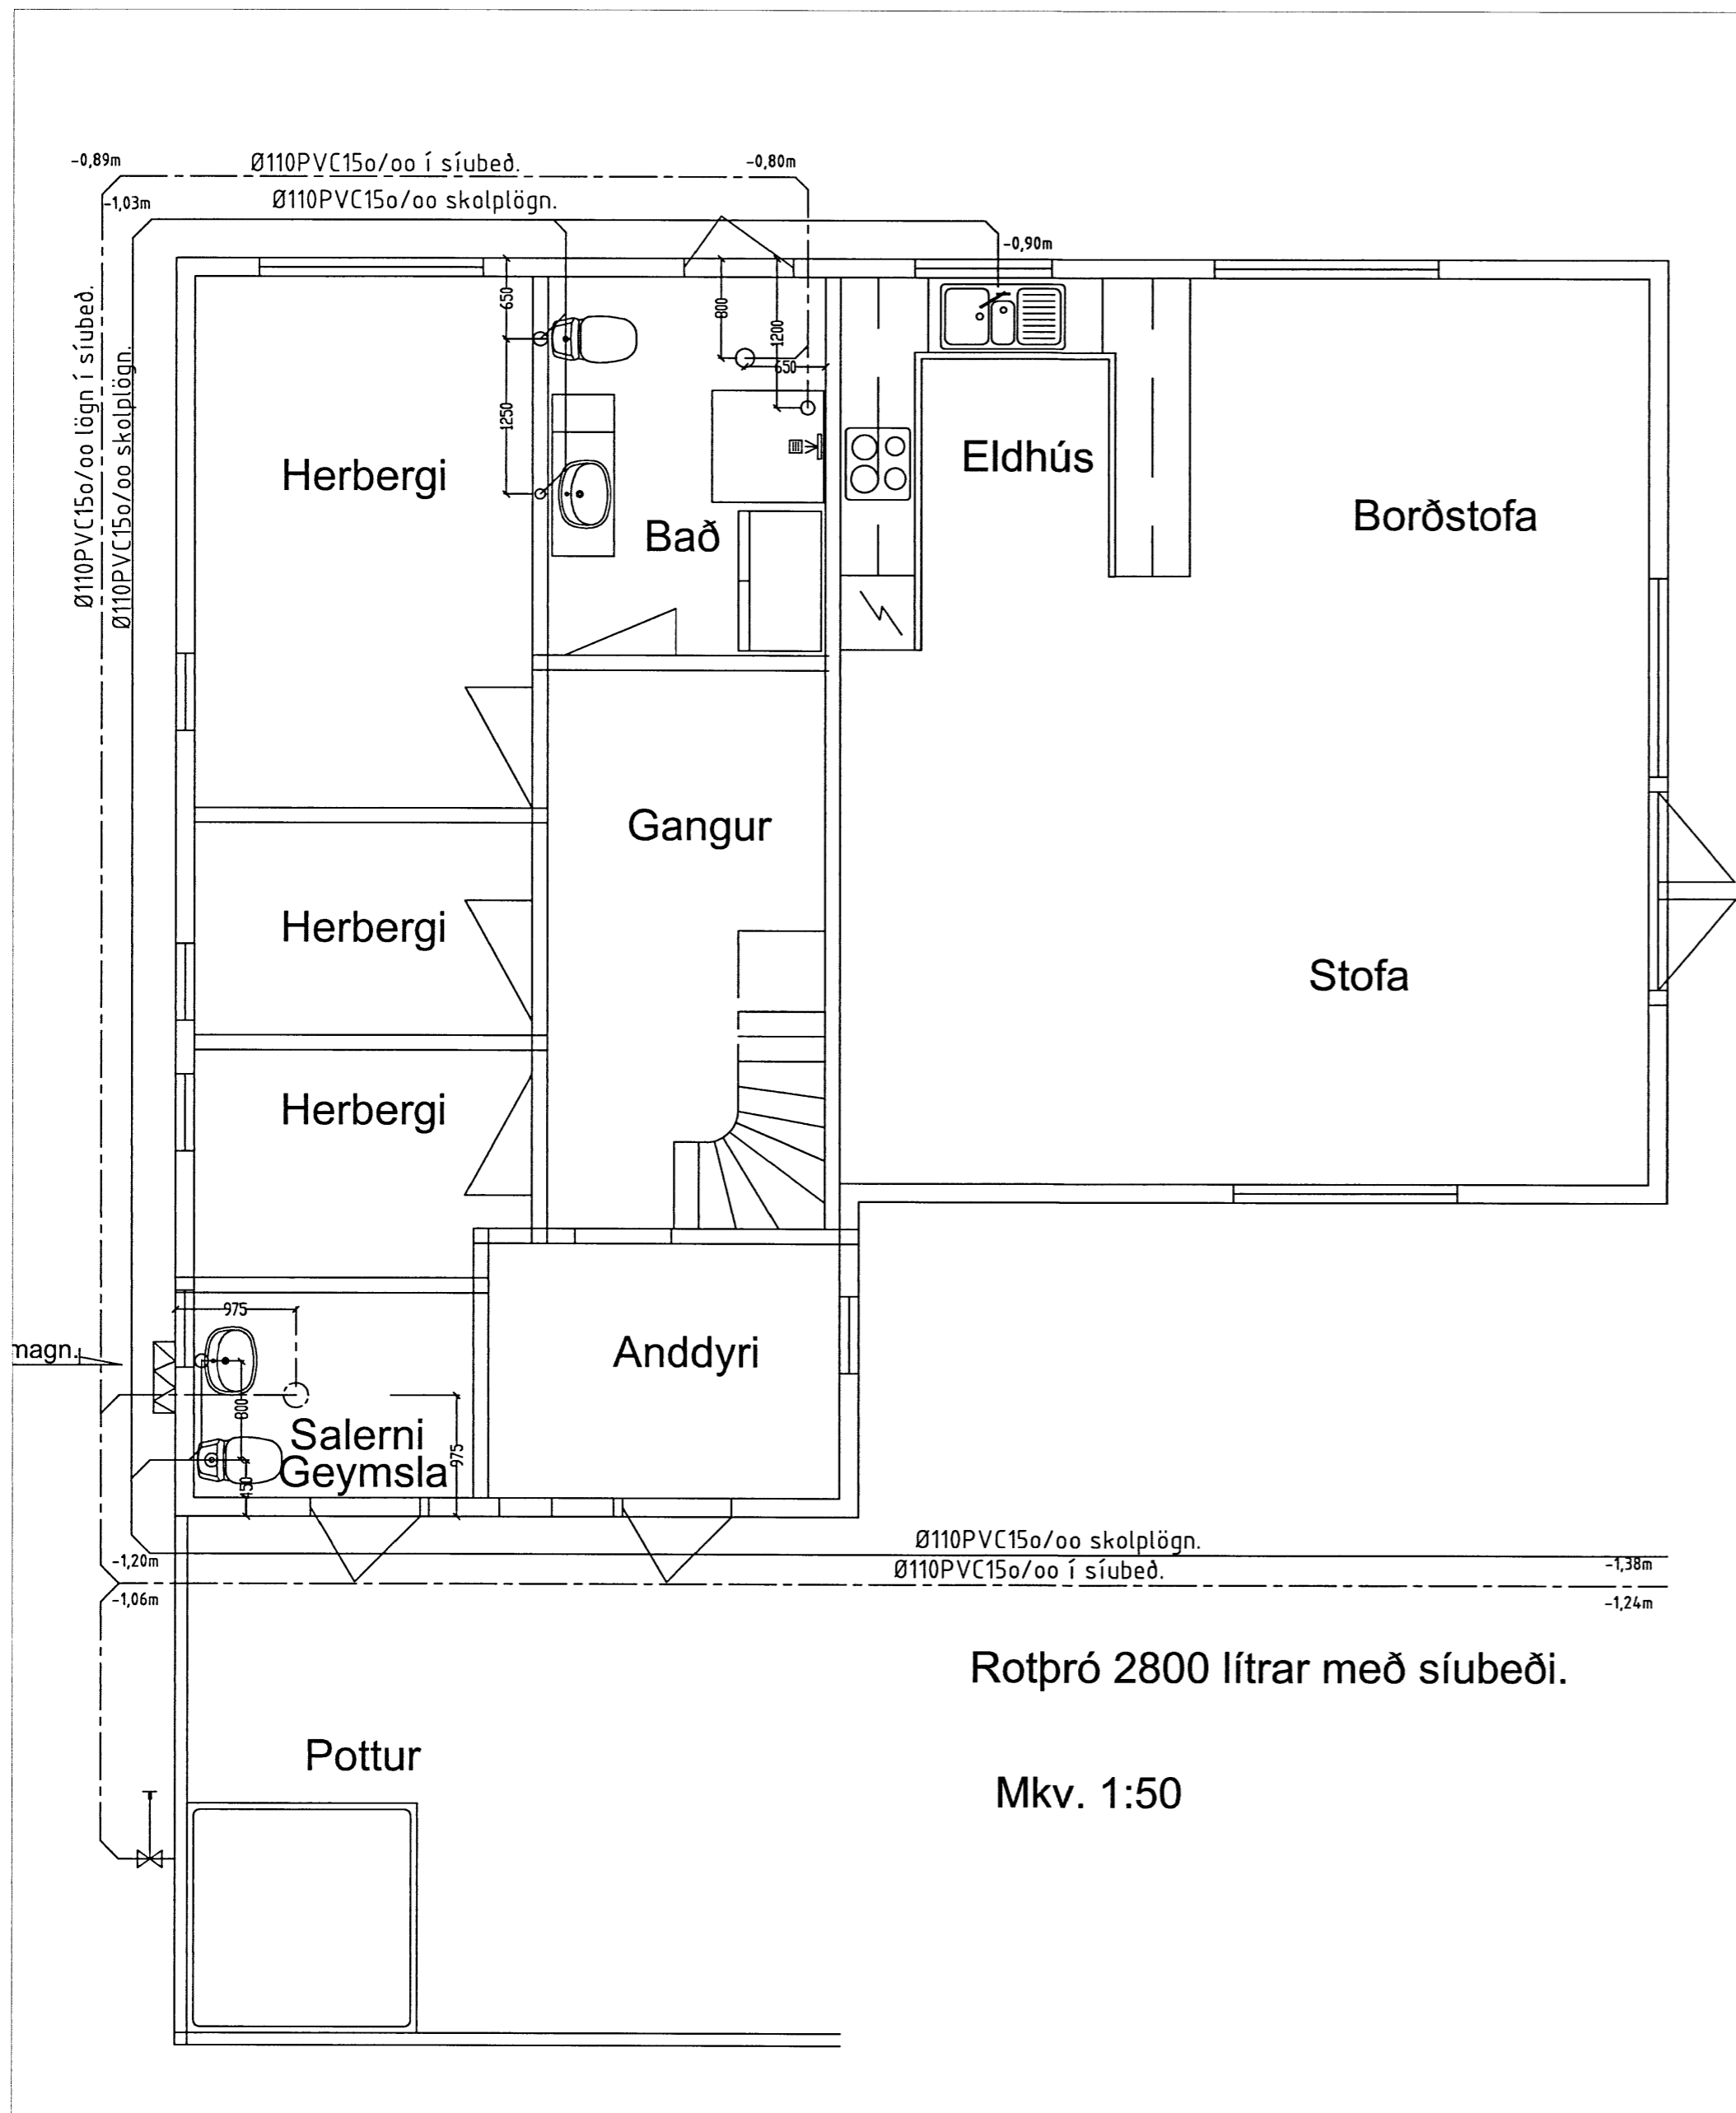 -0,89m
Ø110PVC15o/oo í síubeð.
-0,80m
-1,03m
Ø110PVC15o/oo skolplögn.
-0,90m
Ø110PVC15o/oo lögn í síubeð.
Ø110PVC15o/oo skolplögn.
650
800
1200
650
1250
Herbergi
Eldhús
Bað
Borðstofa
Gangur
Herbergi
Stofa
Herbergi
975
magn.
Anddyri
800
Salerni
Geymsla
975
450
Ø110PVC15o/oo skolplögn.
-1,20m
Ø110PVC15o/oo í síubeð.
-1,38m
-1,06m
-1,24m
Rotþró 2800 lítrar með síubeði.
Pottur
Mkv. 1:50